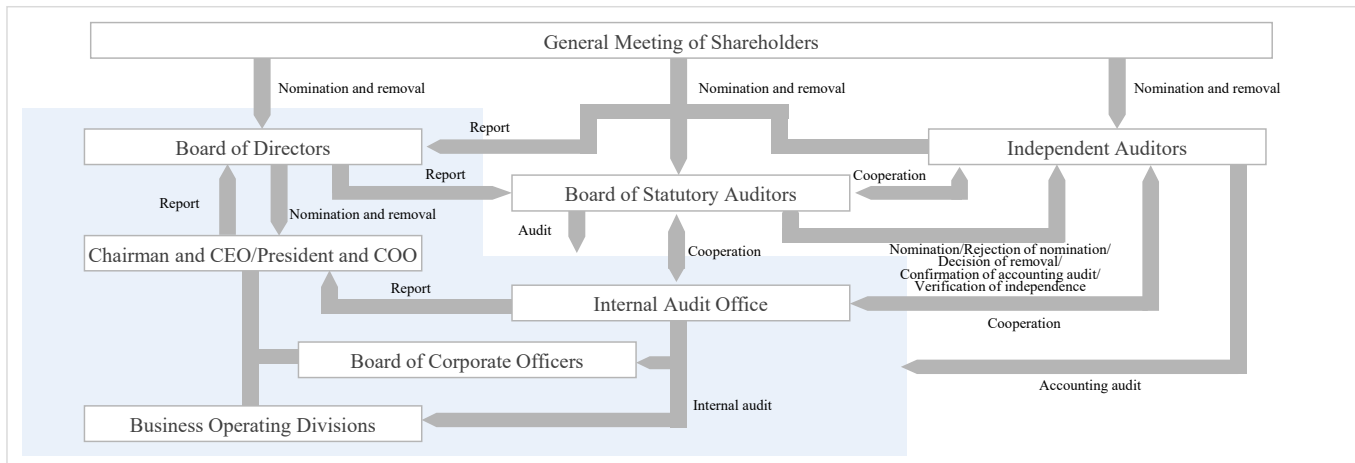 General Meeting of Shareholders
Nomination and removal
Nomination and removal
Nomination and removal
Report
Board of Directors
Independent Auditors
Report
Cooperation
Board of Statutory Auditors
Report
Nomination and removal
Audit
Chairman and CEO/President and COO
Cooperation
Nomination/Rejection of nomination/
Decision of removal/
Confirmation of accounting audit/
Verification of independence
Report
Internal Audit Office
Cooperation
Board of Corporate Officers
Accounting audit
Internal audit
Business Operating Divisions